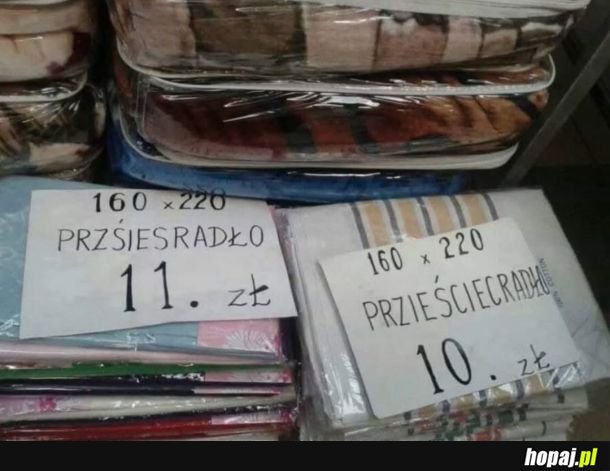 160 x 220
PRZŚIESRADŁO
11. zŁ
160 x 220
PRZIEŚCIECRADŁO
10. zŁ
hopaj.pl